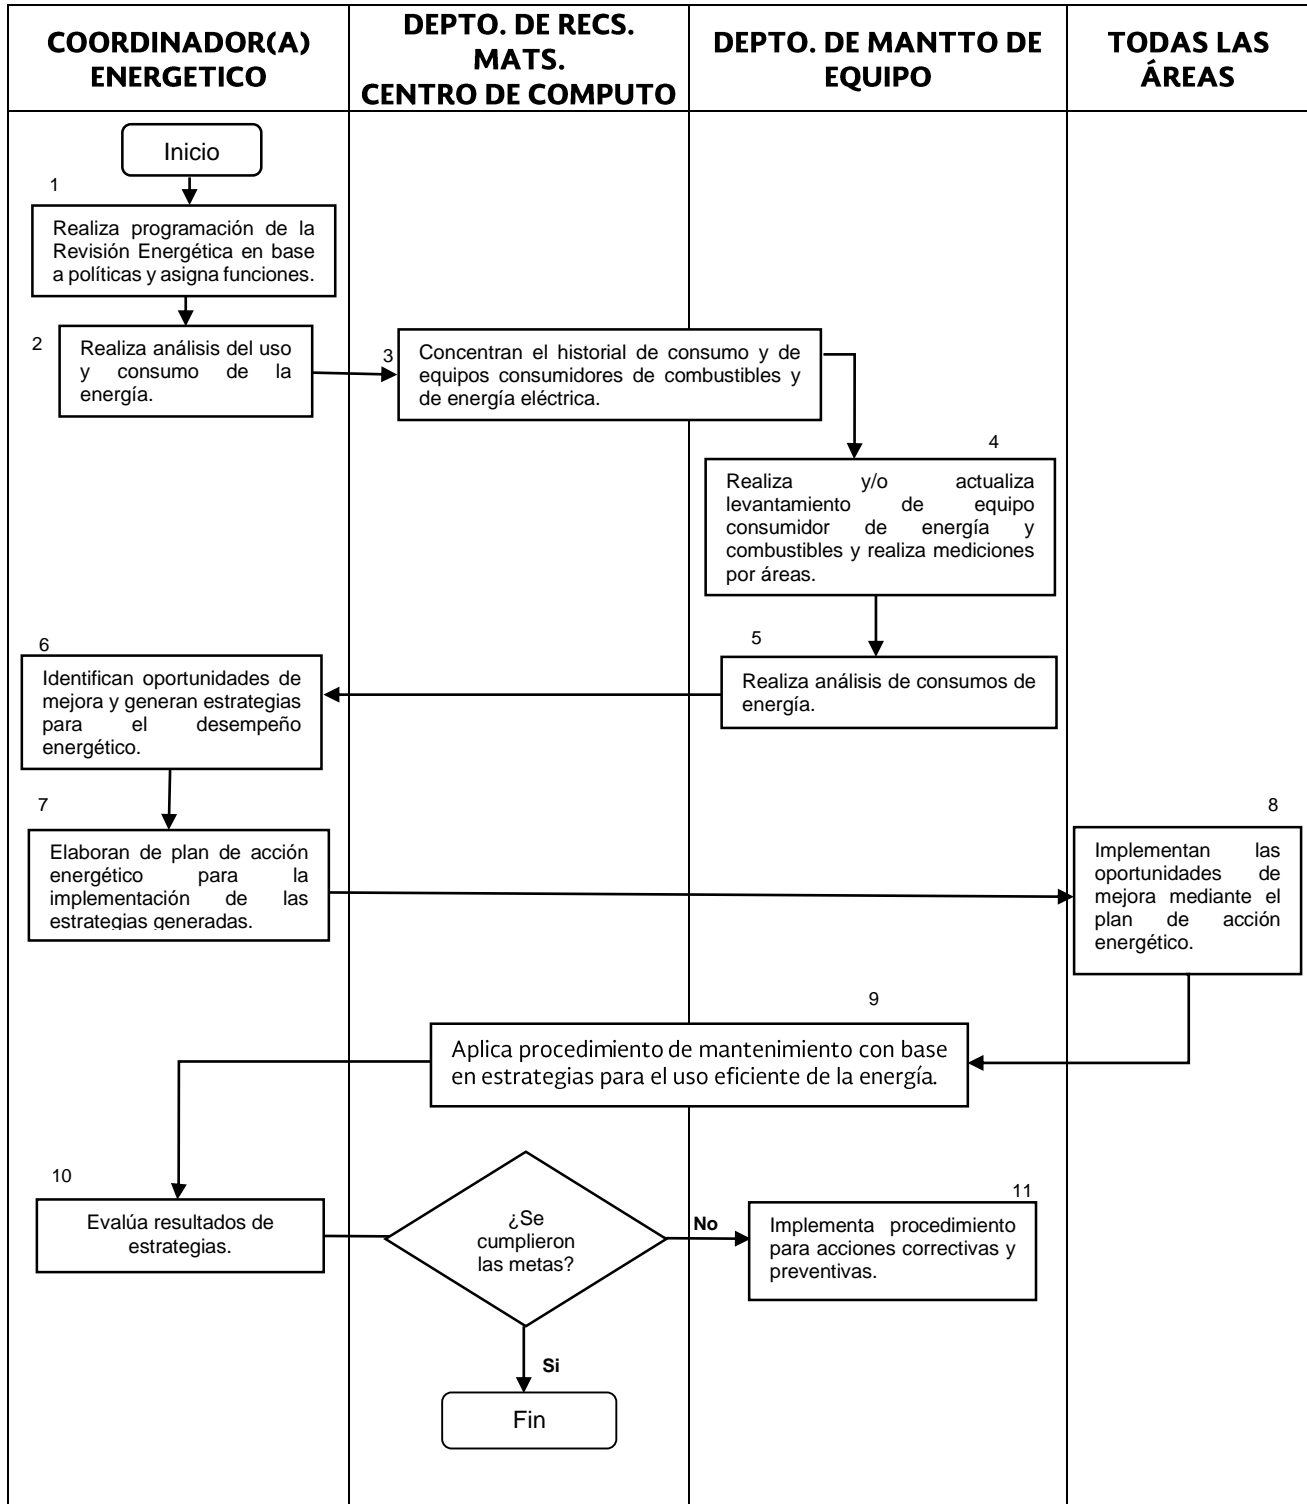 COORDINADOR(A)
ENERGETICO
DEPTO. DE RECS.
MATS.
CENTRO DE COMPUTO
DEPTO. DE MANTTO DE
EQUIPO
TODAS LAS
ÁREAS
Inicio
1
Realiza programación de la
Revisión Energética en base
a políticas y asigna funciones.
2
Realiza análisis del uso
y consumo de la
energía.
3
Concentran el historial de consumo y de
equipos consumidores de combustibles y
de energía eléctrica.
4
Realiza y/o actualiza
levantamiento de equipo
consumidor de energía y
combustibles y realiza mediciones
por áreas.
5
Realiza análisis de consumos de
energía.
6
Identifican oportunidades de
mejora y generan estrategias
para el desempeño
energético.
7
Elaboran de plan de acción
energético para la
implementación de las
estrategias generadas.
8
Implementan las
oportunidades de
mejora mediante el
plan de acción
energético.
9
Aplica procedimiento de mantenimiento con base
en estrategias para el uso eficiente de la energía.
10
Evalúa resultados de
estrategias.
¿Se
cumplieron
las metas?
No
11
Implementa procedimiento
para acciones correctivas y
preventivas.
Si
Fin